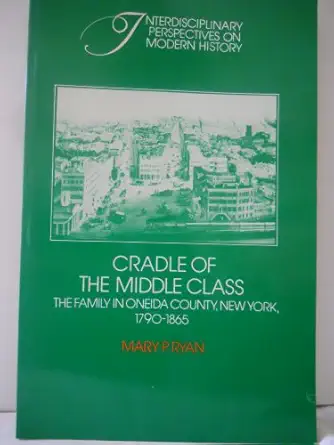 INTERDISCIPLINARY
PERSPECTIVES ON
MODERN HISTORY
CRADLE OF
THE MIDDLE CLASS
THE FAMILY IN ONEIDA COUNTY, NEW YORK,
1790-1865
MARY P RYAN